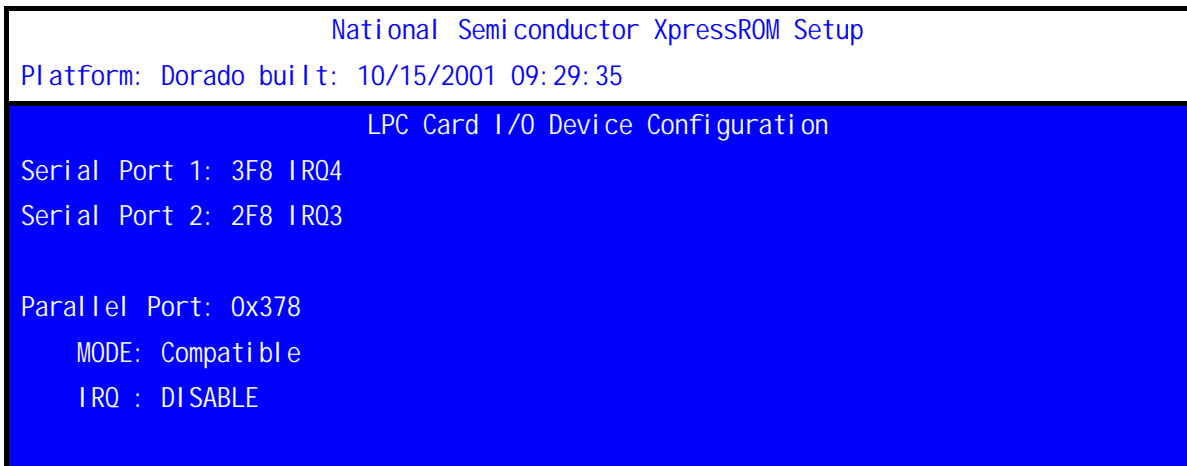 National Semiconductor XpressROM Setup
Platform: Dorado built: 10/15/2001 09:29:35
LPC Card I/O Device Configuration
Serial Port 1: 3F8 IRQ4
Serial Port 2: 2F8 IRQ3
Parallel Port: 0x378
MODE: Compatible
IRQ : DISABLE